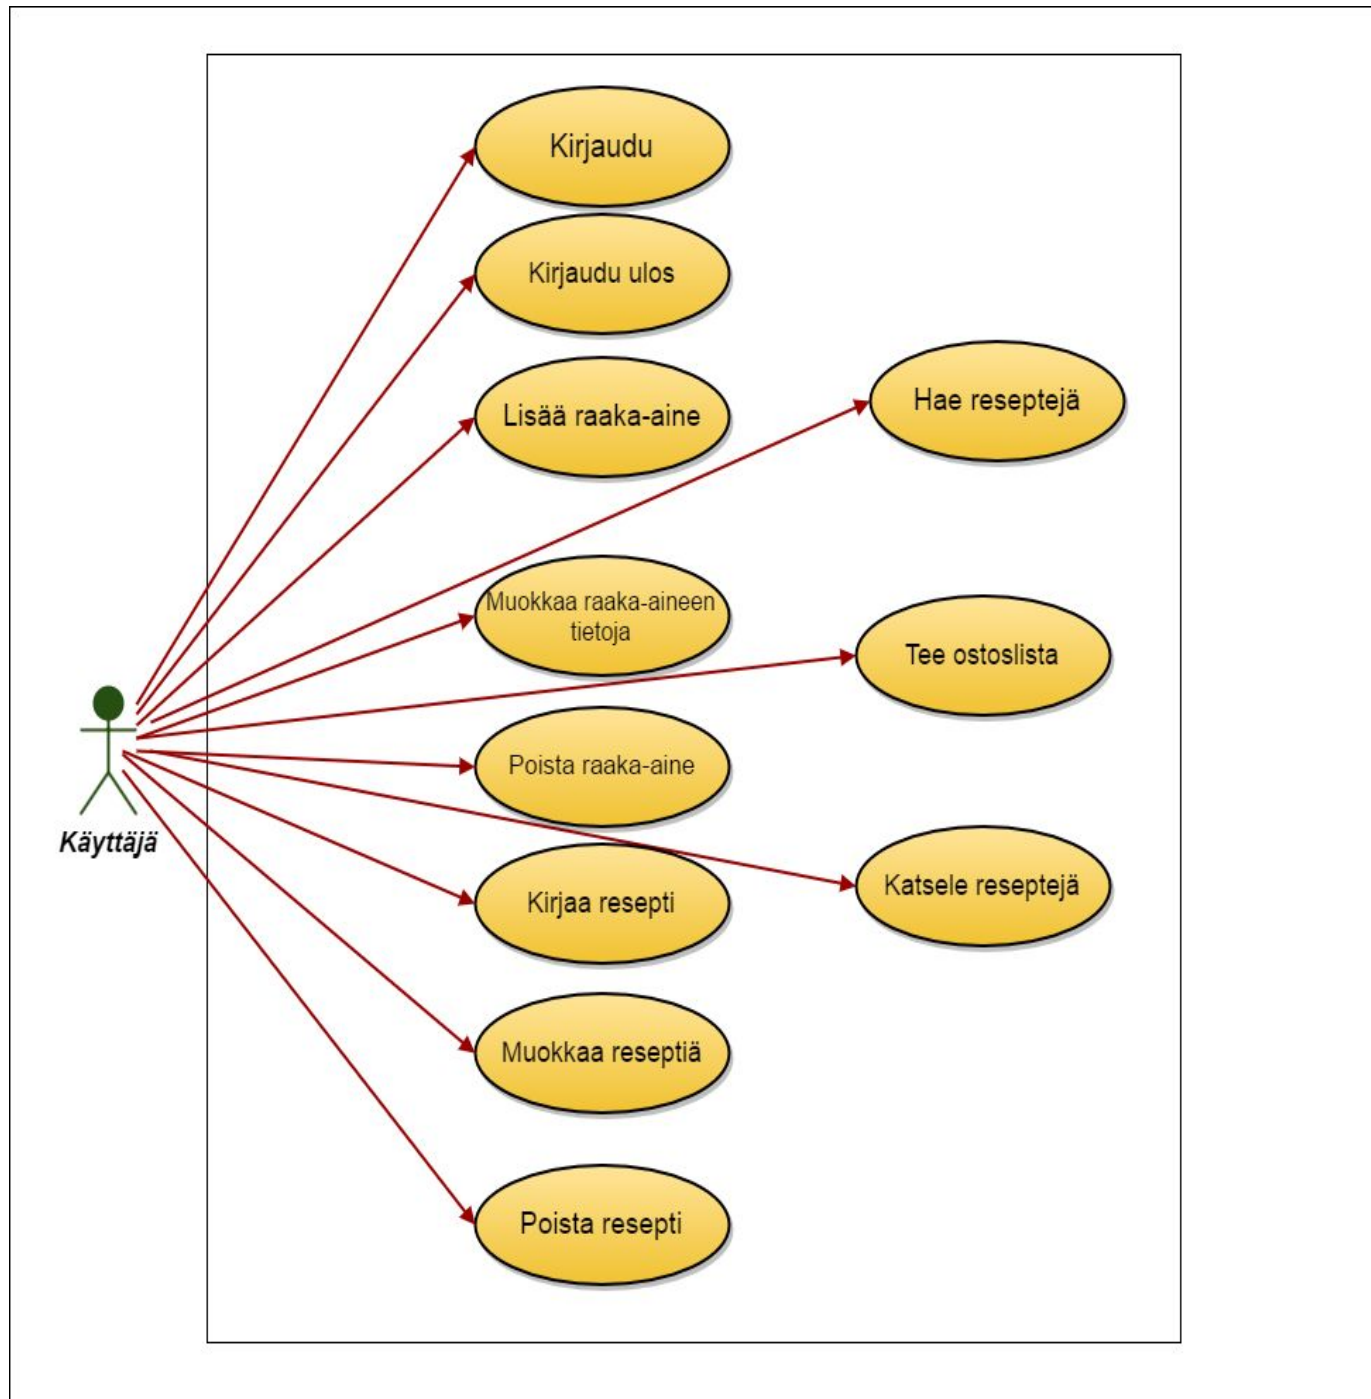 Kirjaudu
Kirjaudu ulos
Lisää raaka-aine
Hae reseptejä
Muokkaa raaka-aineen
tietoja
Tee ostoslista
Poista raaka-aine
Käyttäjä
Kirjaa resepti
Katsele reseptejä
Muokkaa reseptiä
Poista resepti